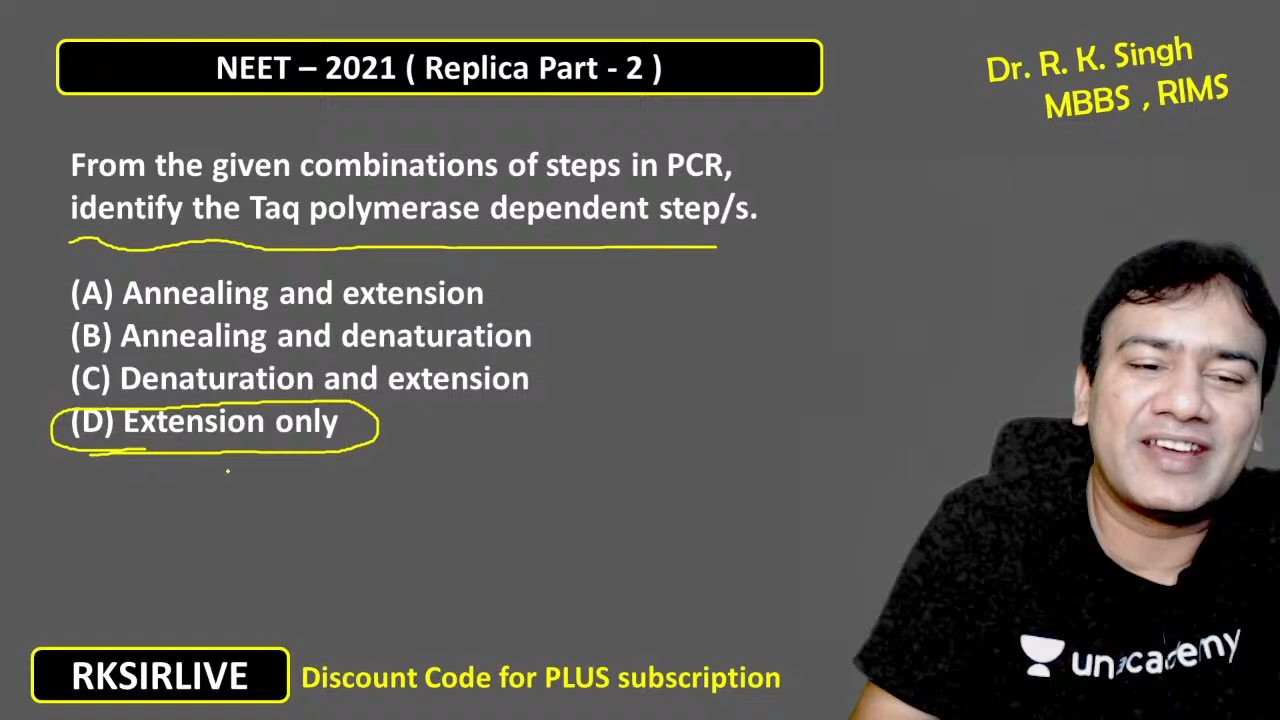 NEET – 2021 ( Replica Part - 2 )
Dr. R. K. Singh
MBBS , RIMS
From the given combinations of steps in PCR,
identify the Taq polymerase dependent step/s.
(A) Annealing and extension
(B) Annealing and denaturation
(C) Denaturation and extension
(D) Extension only
unacademy
RKSIRLIVE
Discount Code for PLUS subscription